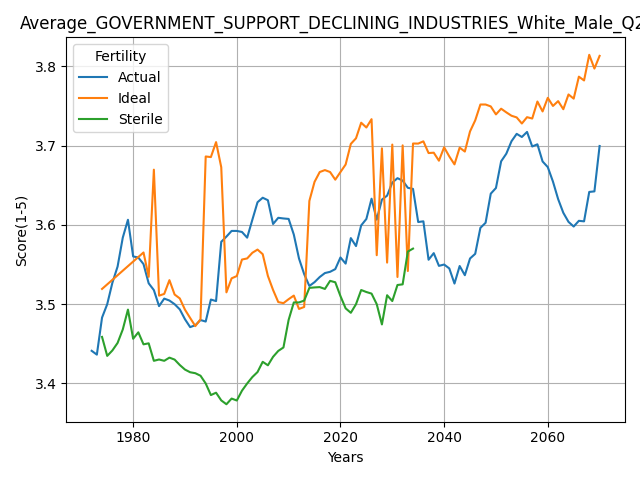 Average_GOVERNMENT_SUPPORT_DECLINING_INDUSTRIES_White_Male_Q2
Fertility
Actual
Ideal
Sterile
Score(1-5)
3.8
3.7
3.6
3.5
3.4
1980
2000
2020
2040
2060
Years